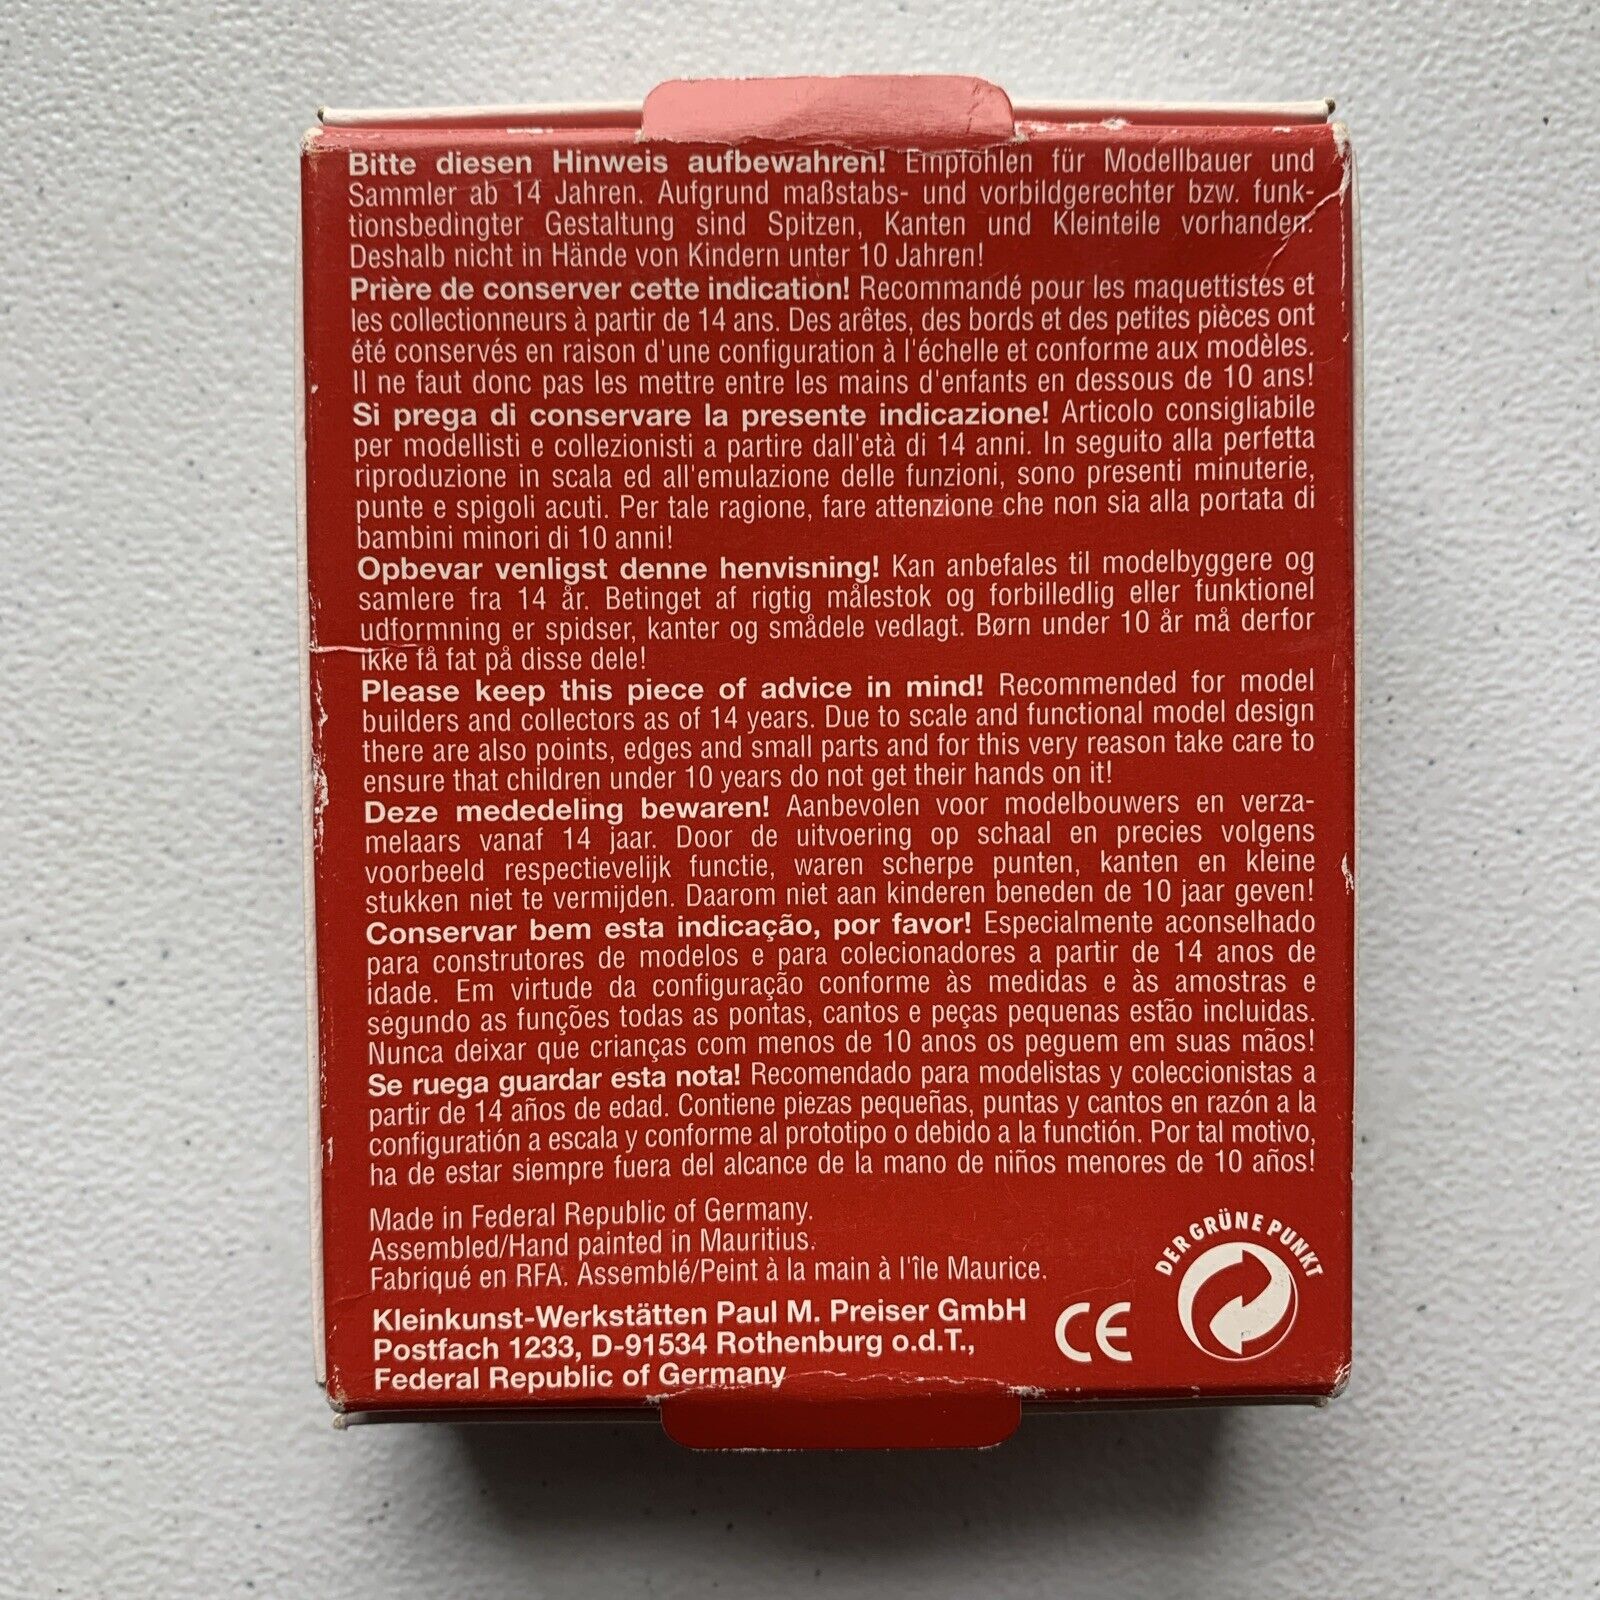 Bitte diesen Hinweis aufbewahren! Empfohlen für Modellbauer und
Sammler ab 14 Jahren. Aufgrund maßstabs- und vorbildgerechter bzw. funk-
tionsbedingter Gestaltung sind Spitzen, Kanten und Kleinteile vorhanden.
Deshalb nicht in Hände von Kindern unter 10 Jahren!
Prière de conserver cette indication! Recommandé pour les maquettistes et
les collectionneurs à partir de 14 ans. Des arêtes, des bords et des petites pièces ont
été conservés en raison d'une configuration à l'échelle et conforme aux modèles.
Il ne faut donc pas les mettre entre les mains d'enfants en dessous de 10 ans!
Si prega di conservare la presente indicazione! Articolo consigliabile
per modellisti e collezionisti a partire dall'età di 14 anni. In seguito alla perfetta
riproduzione in scala ed all'emulazione delle funzioni, sono presenti minuterie,
punte e spigoli acuti. Per tale ragione, fare attenzione che non sia alla portata di
bambini minori di 10 anni!
Opbevar venligst denne henvisning! Kan anbefales til modelbyggere og
samlere fra 14 år. Betinget af rigtig målestok og forbilledlig eller funktionel
udformning er spidser, kanter og smådele vedlagt. Børn under 10 år må derfor
ikke få fat på disse dele!
Please keep this piece of advice in mind! Recommended for model
builders and collectors as of 14 years. Due to scale and functional model design
there are also points, edges and small parts and for this very reason take care to
ensure that children under 10 years do not get their hands on it!
Deze mededeling bewaren! Aanbevolen voor modelbouwers en verza-
melaars vanaf 14 jaar. Door de uitvoering op schaal en precies volgens
voorbeeld respectievelijk functie, waren scherpe punten, kanten en kleine
stukken niet te vermijden. Daarom niet aan kinderen beneden de 10 jaar geven!
Conservar bem esta indicação, por favor! Especialmente aconselhado
para construtores de modelos e para colecionadores a partir de 14 anos de
idade. Em virtude da configuração conforme às medidas e às amostras e
segundo as funções todas as pontas, cantos e peças pequenas estão incluidas.
Nunca deixar que crianças com menos de 10 anos os peguem em suas mãos!
Se ruega guardar esta nota! Recomendado para modelistas y coleccionistas a
partir de 14 años de edad. Contiene piezas pequeñas, puntas y cantos en razón a la
configuratión a escala y conforme al prototipo o debido a la functión. Por tal motivo,
ha de estar siempre fuera del alcance de la mano de niños menores de 10 años!
Made in Federal Republic of Germany.
Assembled/Hand painted in Mauritius.
Fabriqué en RFA. Assemblé/Peint à la main à l'île Maurice.
Kleinkunst-Werkstätten Paul M. Preiser GmbH
Postfach 1233, D-91534 Rothenburg o.d.T.,
Federal Republic of Germany
CE
DER GRÜNE PUNKT